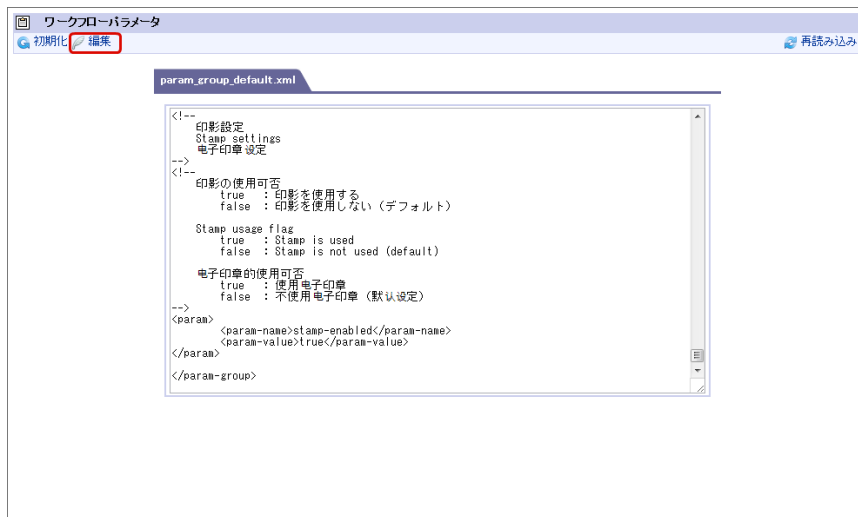 ワークフローパラメータ
初期化 編集 再読み込み
param_group_default.xml
<!--
印影設定
Stamp settings
电子印章设定
-->
<!--
印影の使用可否
true : 印影を使用する
false : 印影を使用しない（デフォルト）
Stamp usage flag
true : Stamp is used
false : Stamp is not used (default)
电子印章的使用可否
true : 使用电子印章
false : 不使用电子印章（默认设定）
-->
<param>
<param-name>stamp-enabled</param-name>
<param-value>true</param-value>
</param>
</param-group>